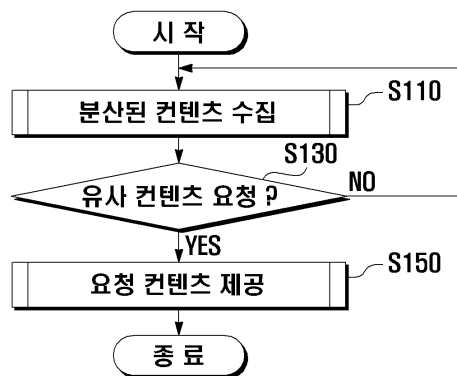 시 작
분산된 컨텐츠 수집
S110
S130
유사 컨텐츠 요청 ?
NO
YES
요청 컨텐츠 제공
S150
종 료